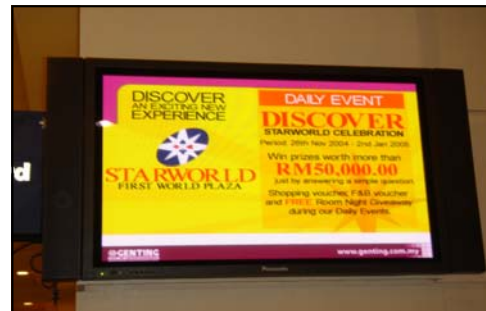 DISCOVER
AN EXCITING NEW
EXPERIENCE
STARWORLD
FIRST WORLD PLAZA
DAILY EVENT
DISCOVER
STARWORLD CELEBRATION
Period: 26th Nov 2004 - 2nd Jan 2005
Win prizes worth more than
RM50,000.00
just by answering a simple question
Shopping voucher, F&B voucher
and FREE Room Night Giveaway
during our Daily Events.
GENTING
www.genting.com.my
Panasonic
d